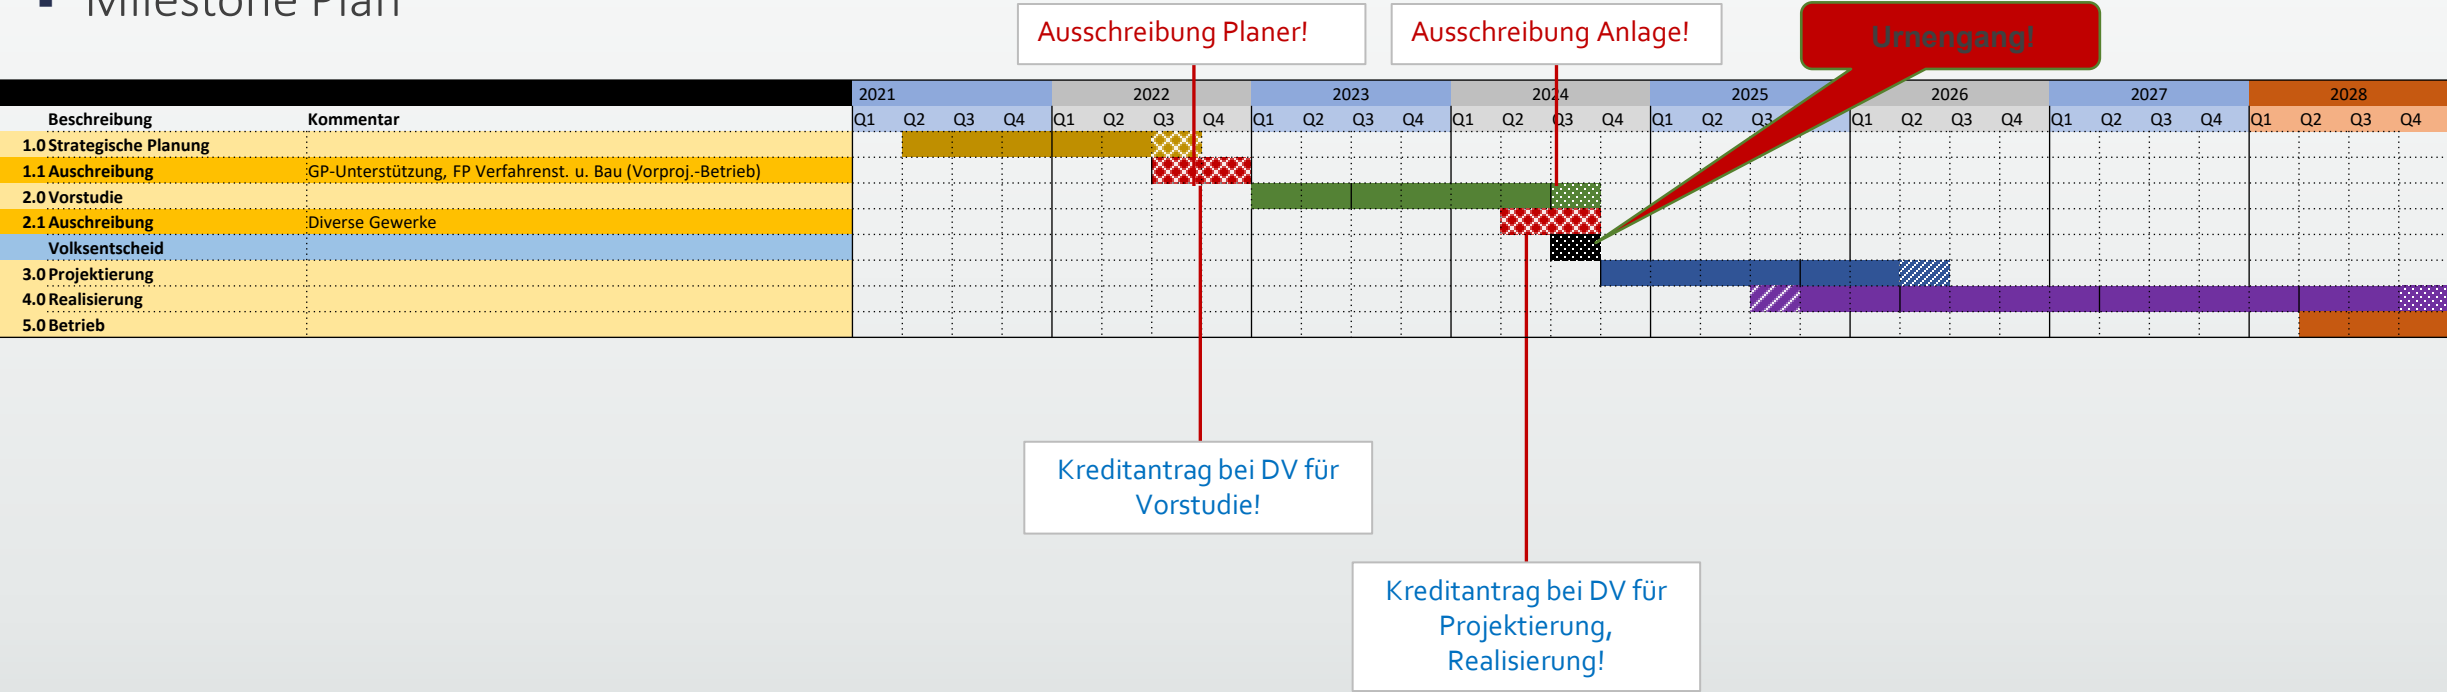 ▪ Milestone Plan
Ausschreibung Planer!
Ausschreibung Anlage!
Urnengang!
2021 2022 2023 2024 2025 2026 2027 2028
Beschreibung Kommentar Q1 Q2 Q3 Q4 Q1 Q2 Q3 Q4 Q1 Q2 Q3 Q4 Q1 Q2 Q3 Q4 Q1 Q2 Q3 Q1 Q2 Q3 Q4 Q1 Q2 Q3 Q4 Q1 Q2 Q3 Q4
1.0 Strategische Planung
1.1 Auschreibung GP-Unterstützung, FP Verfahrenst. u. Bau (Vorproj.-Betrieb)
2.0 Vorstudie
2.1 Auschreibung Diverse Gewerke
Volksentscheid
3.0 Projektierung
4.0 Realisierung
5.0 Betrieb
Kreditantrag bei DV für
Vorstudie!
Kreditantrag bei DV für
Projektierung,
Realisierung!